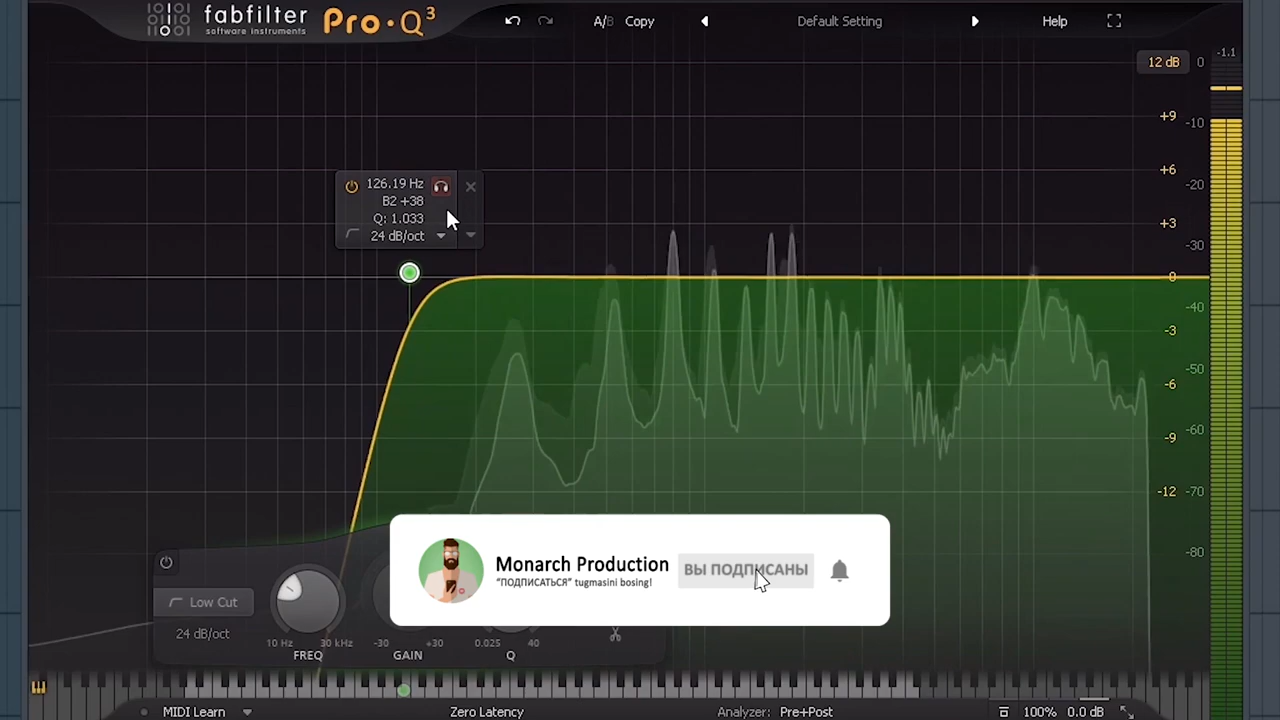 fabfilter
software instruments
Pro·Q³
A/B Copy
Default Setting
Help
12 dB
0
-1.1
+9
-10
+6
-20
+3
-30
0
-40
-3
-50
-6
-60
-9
-12
-70
-80
126.19 Hz
B2 +38
Q: 1.033
24 dB/oct
Monarch Production
"ПОДПИСАТЬСЯ" tugmasini bosing!
ВЫ ПОДПИСАНЫ
Low Cut
24 dB/oct
10 Hz 30 kHz
FREQ
-30 +30
GAIN
0.025 40
Q
MIDI Learn
Zero Latency
Analyzer: Pre+Post
100%
0.0 dB